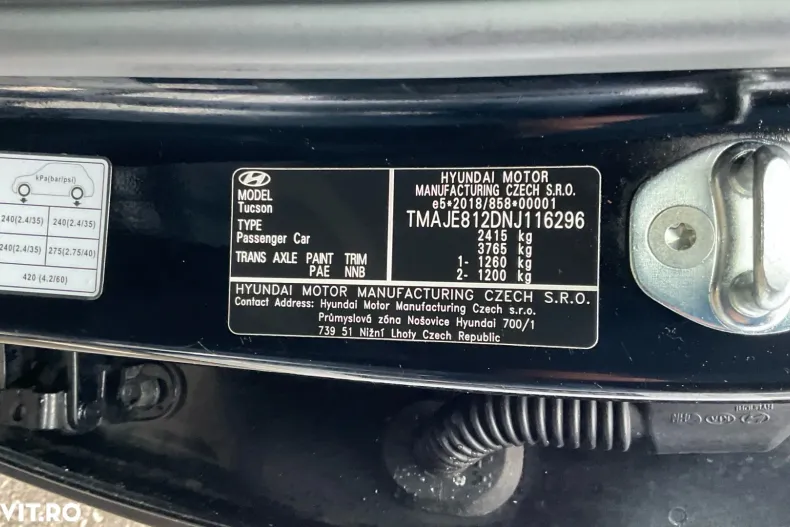 kPa(bar/psi)
240(2.4/35) 240(2.4/35)
240(2.4/35) 275(2.75/40)
420 (4.2/60)
MODEL
Tucson
TYPE
Passenger Car
TRANS AXLE PAINT TRIM
PAE NNB
HYUNDAI MOTOR
MANUFACTURING CZECH S.R.O.
e5*2018/858*00001
TMAJE812DNJ116296
2415 kg
3765 kg
1- 1260 kg
2- 1200 kg
HYUNDAI MOTOR MANUFACTURING CZECH S.R.O.
Contact Address: Hyundai Motor Manufacturing Czech s.r.o.
Průmyslová zóna Nošovice Hyundai 700/1
739 51 Nižní Lhoty Czech Republic
VIT.RO